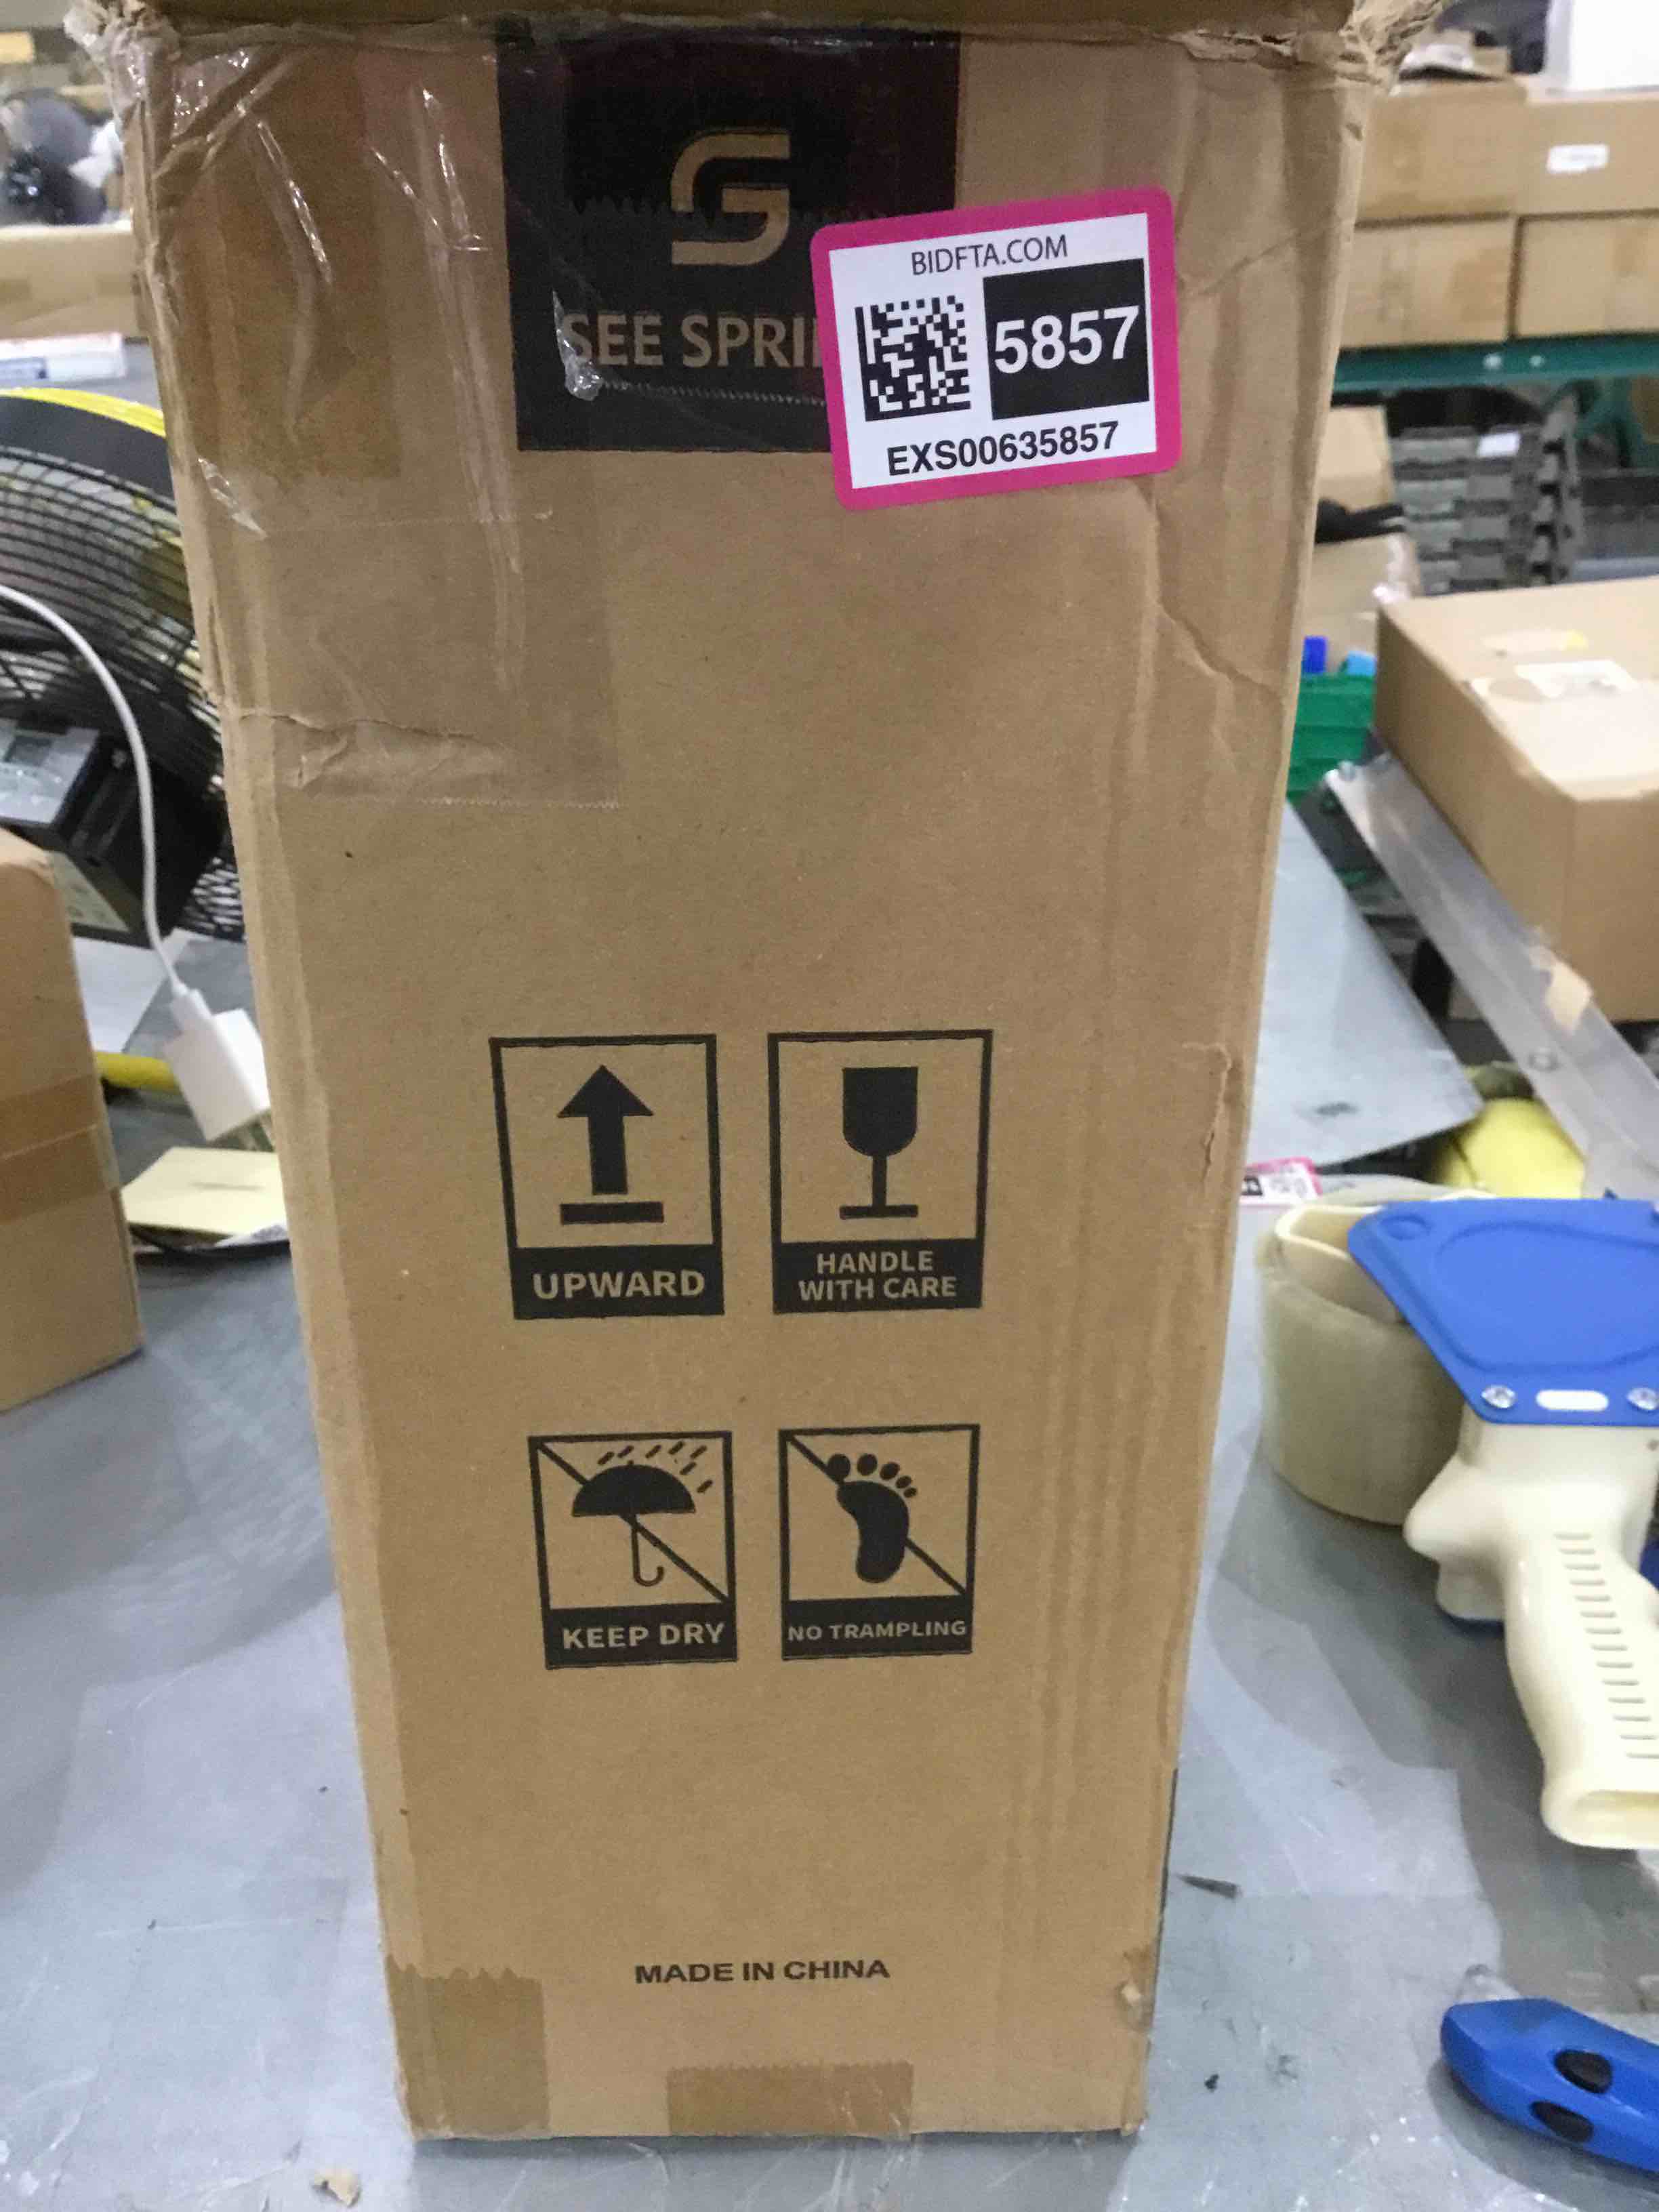 SEE SPRI
BIDFTA.COM
5857
EXS00635857
UPWARD
HANDLE
WITH CARE
KEEP DRY
NO TRAMPLING
MADE IN CHINA